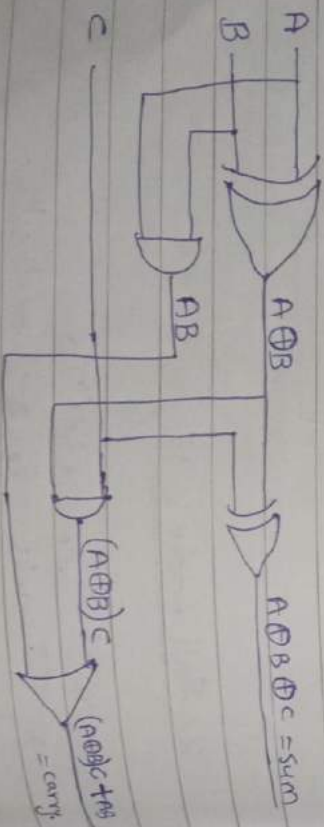 A
B
A⊕B
A⊕B⊕C = Sum
AB
C
(A⊕B)C
(A⊕B)C+AB
= carry.